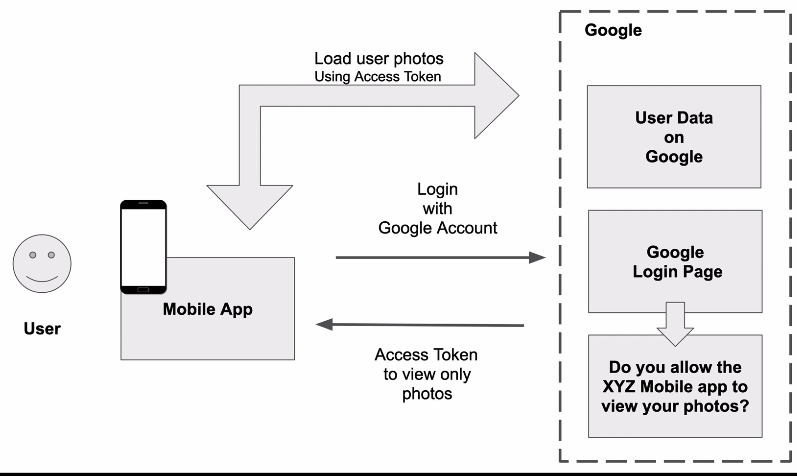 Google
Load user photos
Using Access Token
User Data
on
Google
Login
with
Google Account
Google
Login Page
Mobile App
User
Access Token
to view only
photos
Do you allow the
XYZ Mobile app to
view your photos?